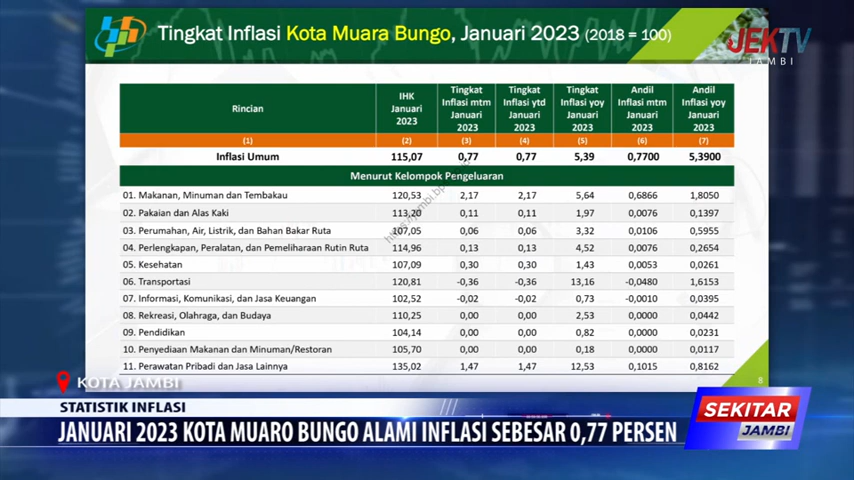 Tingkat Inflasi Kota Muara Bungo, Januari 2023 (2018 = 100)
JEKTV
JAMBI
Rincian IHK Januari 2023 Tingkat Inflasi mtm Januari 2023 Tingkat Inflasi ytd Januari 2023 Tingkat Inflasi yoy Januari 2023 Andil Inflasi mtm Januari 2023 Andil Inflasi yoy Januari 2023
(1) (2) (3) (4) (5) (6) (7)
Inflasi Umum 115,07 0,77 0,77 5,39 0,7700 5,3900
Menurut Kelompok Pengeluaran
01. Makanan, Minuman dan Tembakau 120,53 2,17 2,17 5,64 0,6866 1,8050
02. Pakaian dan Alas Kaki 113,20 0,11 0,11 1,97 0,0076 0,1397
03. Perumahan, Air, Listrik, dan Bahan Bakar Ruta 107,05 0,06 0,06 3,32 0,0106 0,5955
04. Perlengkapan, Peralatan, dan Pemeliharaan Rutin Ruta 114,96 0,13 0,13 4,52 0,0076 0,2654
05. Kesehatan 107,09 0,30 0,30 1,43 0,0053 0,0261
06. Transportasi 120,81 -0,36 -0,36 13,16 -0,0480 1,6153
07. Informasi, Komunikasi, dan Jasa Keuangan 102,52 -0,02 -0,02 0,73 -0,0010 0,0395
08. Rekreasi, Olahraga, dan Budaya 110,25 0,00 0,00 2,53 0,0000 0,0442
09. Pendidikan 104,14 0,00 0,00 0,82 0,0000 0,0231
10. Penyediaan Makanan dan Minuman/Restoran 105,70 0,00 0,00 0,18 0,0000 0,0117
11. Perawatan Pribadi dan Jasa Lainnya 135,02 1,47 1,47 12,53 0,1015 0,8162
8
KOTA JAMBI
STATISTIK INFLASI
JANUARI 2023 KOTA MUARO BUNGO ALAMI INFLASI SEBESAR 0,77 PERSEN
SEKITAR
JAMBI